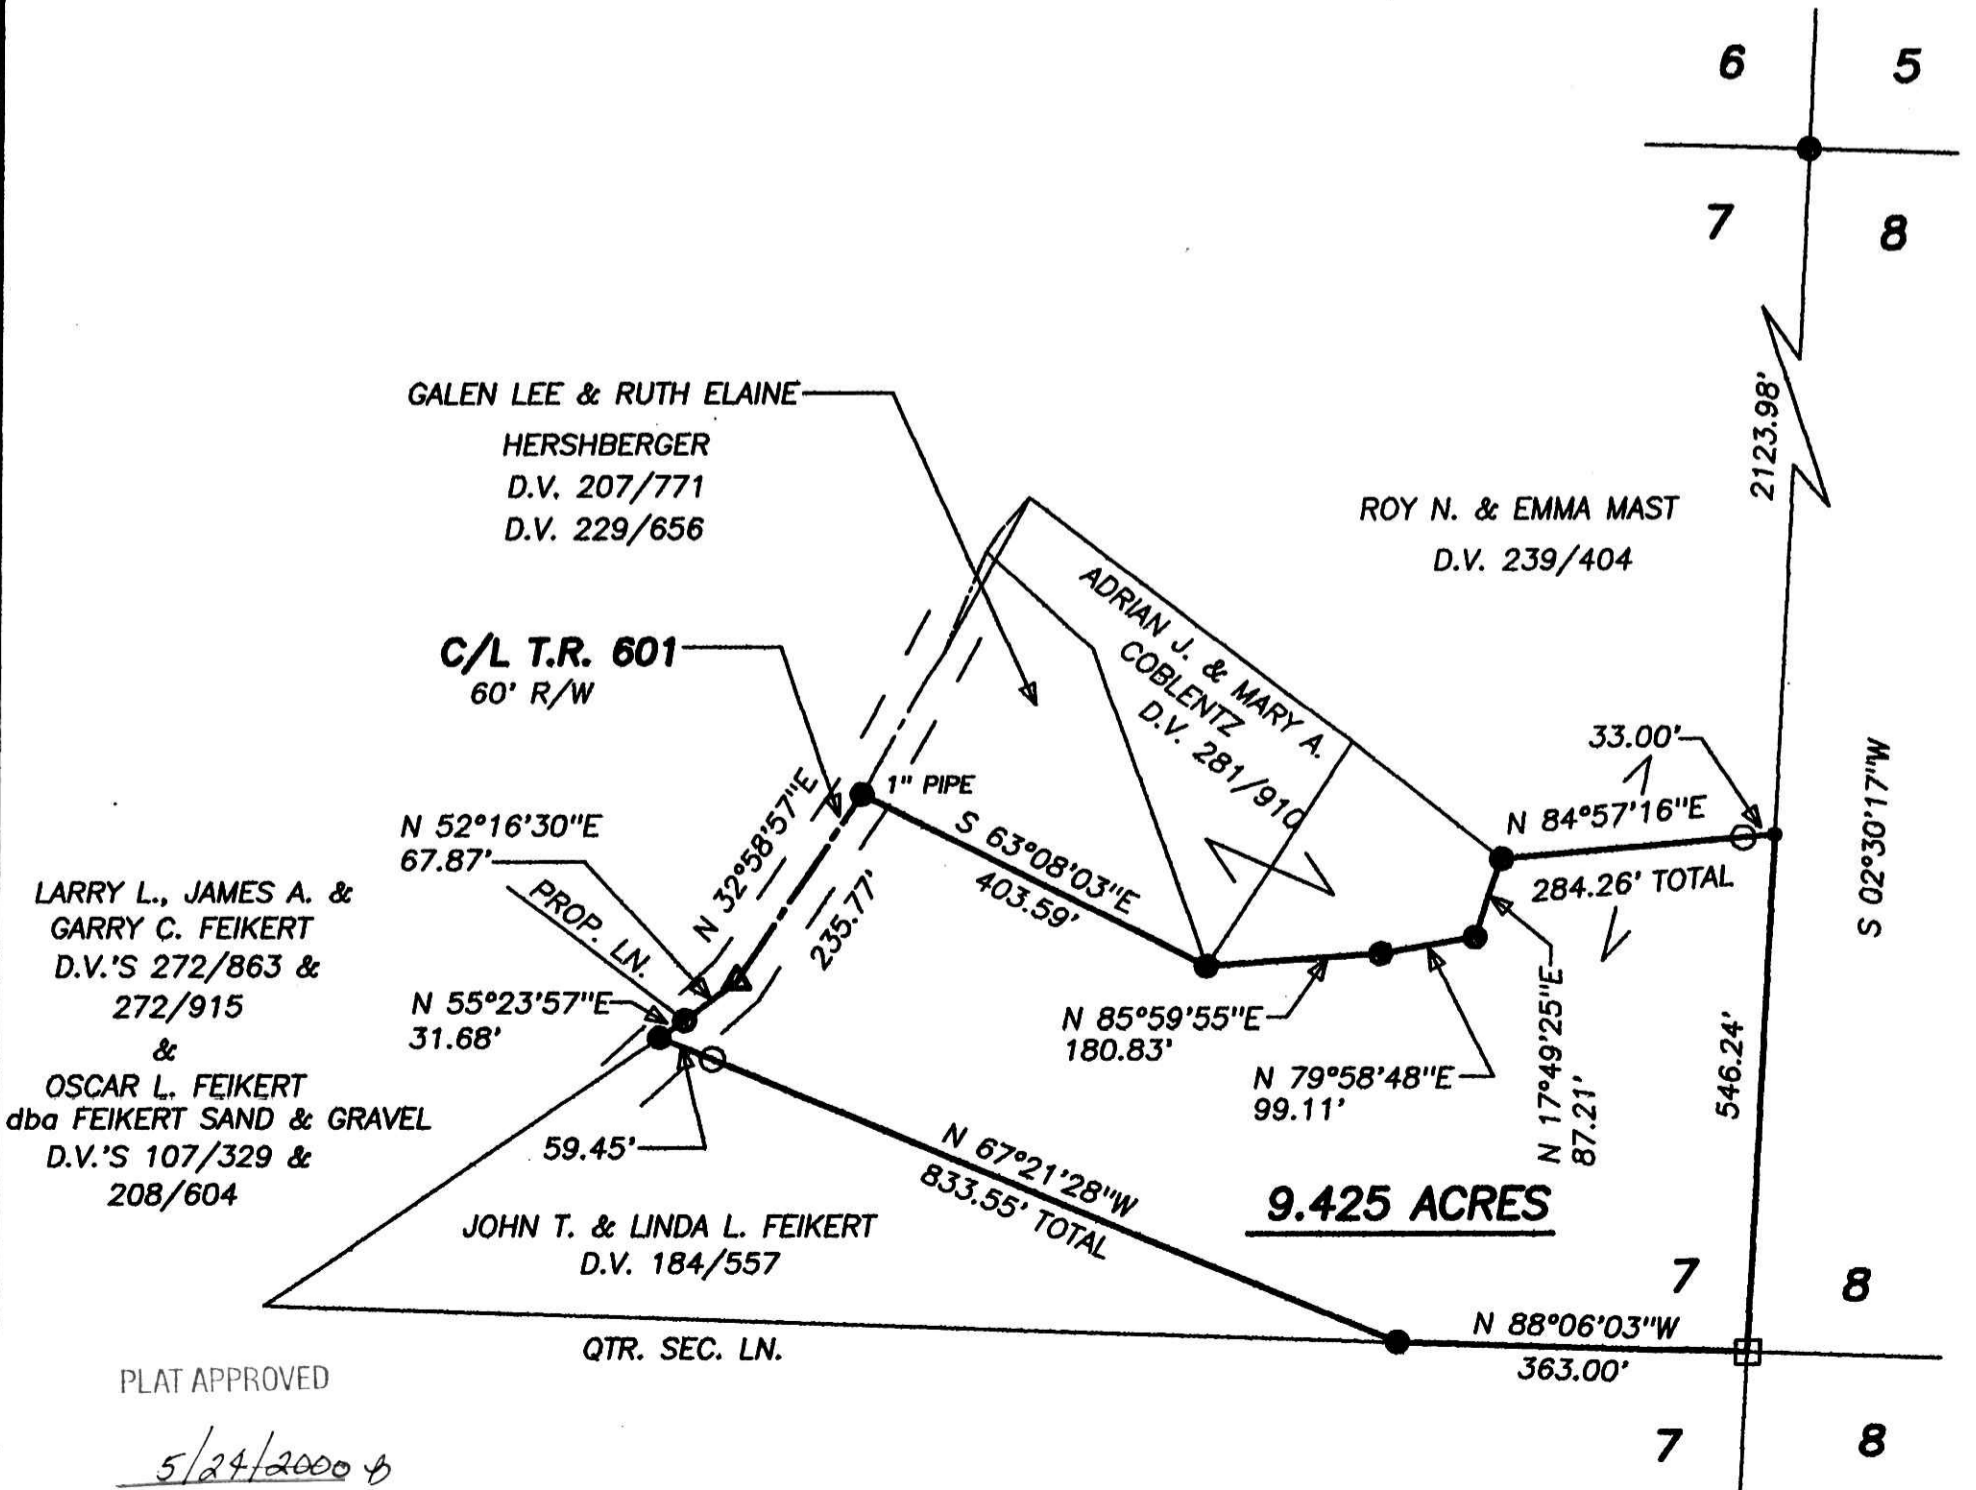 6
5
7
8
2123.98'
GALEN LEE & RUTH ELAINE
HERSHBERGER
D.V. 207/771
D.V. 229/656
ROY N. & EMMA MAST
D.V. 239/404
ADRIAN J. & MARY A.
COBLENTZ
D.V. 281/910
C/L T.R. 601
60' R/W
1" PIPE
33.00'
N 84°57'16"E
284.26' TOTAL
S 02°30'17"W
N 32°58'57"E
235.77'
S 63°08'03"E
403.59'
N 52°16'30"E
67.87'
PROP. LN.
LARRY L., JAMES A. &
GARRY C. FEIKERT
D.V.'S 272/863 &
272/915
&
OSCAR L. FEIKERT
dba FEIKERT SAND & GRAVEL
D.V.'S 107/329 &
208/604
N 55°23'57"E
31.68'
N 85°59'55"E
180.83'
N 79°58'48"E
99.11'
N 17°49'25"E
87.21'
546.24'
59.45'
N 67°21'28"W
833.55' TOTAL
9.425 ACRES
JOHN T. & LINDA L. FEIKERT
D.V. 184/557
7
8
N 88°06'03"W
363.00'
QTR. SEC. LN.
PLAT APPROVED
5/24/2000
7
8